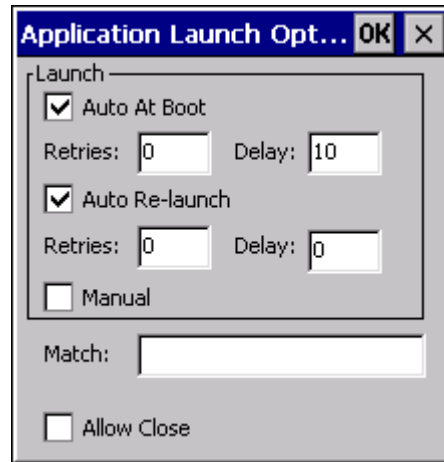 Application Launch Opt... OK ×
Launch
Auto At Boot
Retries: 0 Delay: 10
Auto Re-launch
Retries: 0 Delay: 0
Manual
Match:
Allow Close